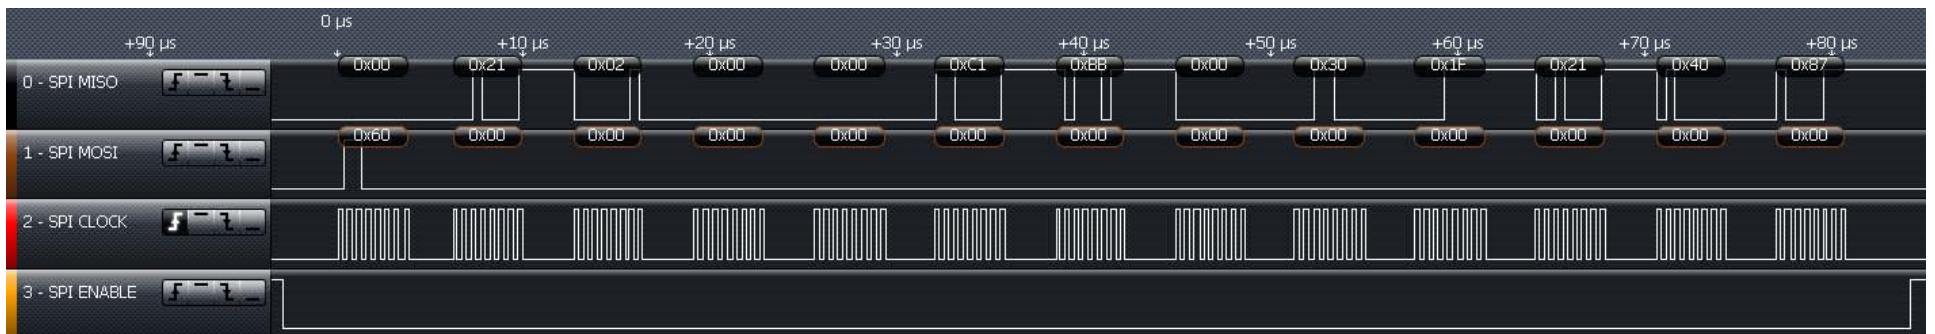 0 µs
+90 µs +10 µs +20 µs +30 µs +40 µs +50 µs +60 µs +70 µs +80 µs
0 - SPI MISO 0x00 0x21 0x02 0x00 0x00 0xC1 0xBB 0x00 0x30 0x1F 0x21 0x40 0x87
1 - SPI MOSI 0x60 0x00 0x00 0x00 0x00 0x00 0x00 0x00 0x00 0x00 0x00 0x00 0x00
2 - SPI CLOCK
3 - SPI ENABLE